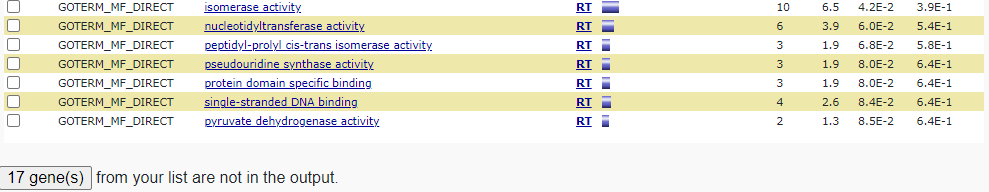 GOTERM_MF_DIRECT isomerase activity RT 10 6.5 4.2E-2 3.9E-1
GOTERM_MF_DIRECT nucleotidyltransferase activity RT 6 3.9 6.0E-2 5.4E-1
GOTERM_MF_DIRECT peptidyl-prolyl cis-trans isomerase activity RT 3 1.9 6.8E-2 5.8E-1
GOTERM_MF_DIRECT pseudouridine synthase activity RT 3 1.9 8.0E-2 6.4E-1
GOTERM_MF_DIRECT protein domain specific binding RT 3 1.9 8.0E-2 6.4E-1
GOTERM_MF_DIRECT single-stranded DNA binding RT 4 2.6 8.4E-2 6.4E-1
GOTERM_MF_DIRECT pyruvate dehydrogenase activity RT 2 1.3 8.5E-2 6.4E-1
17 gene(s) from your list are not in the output.